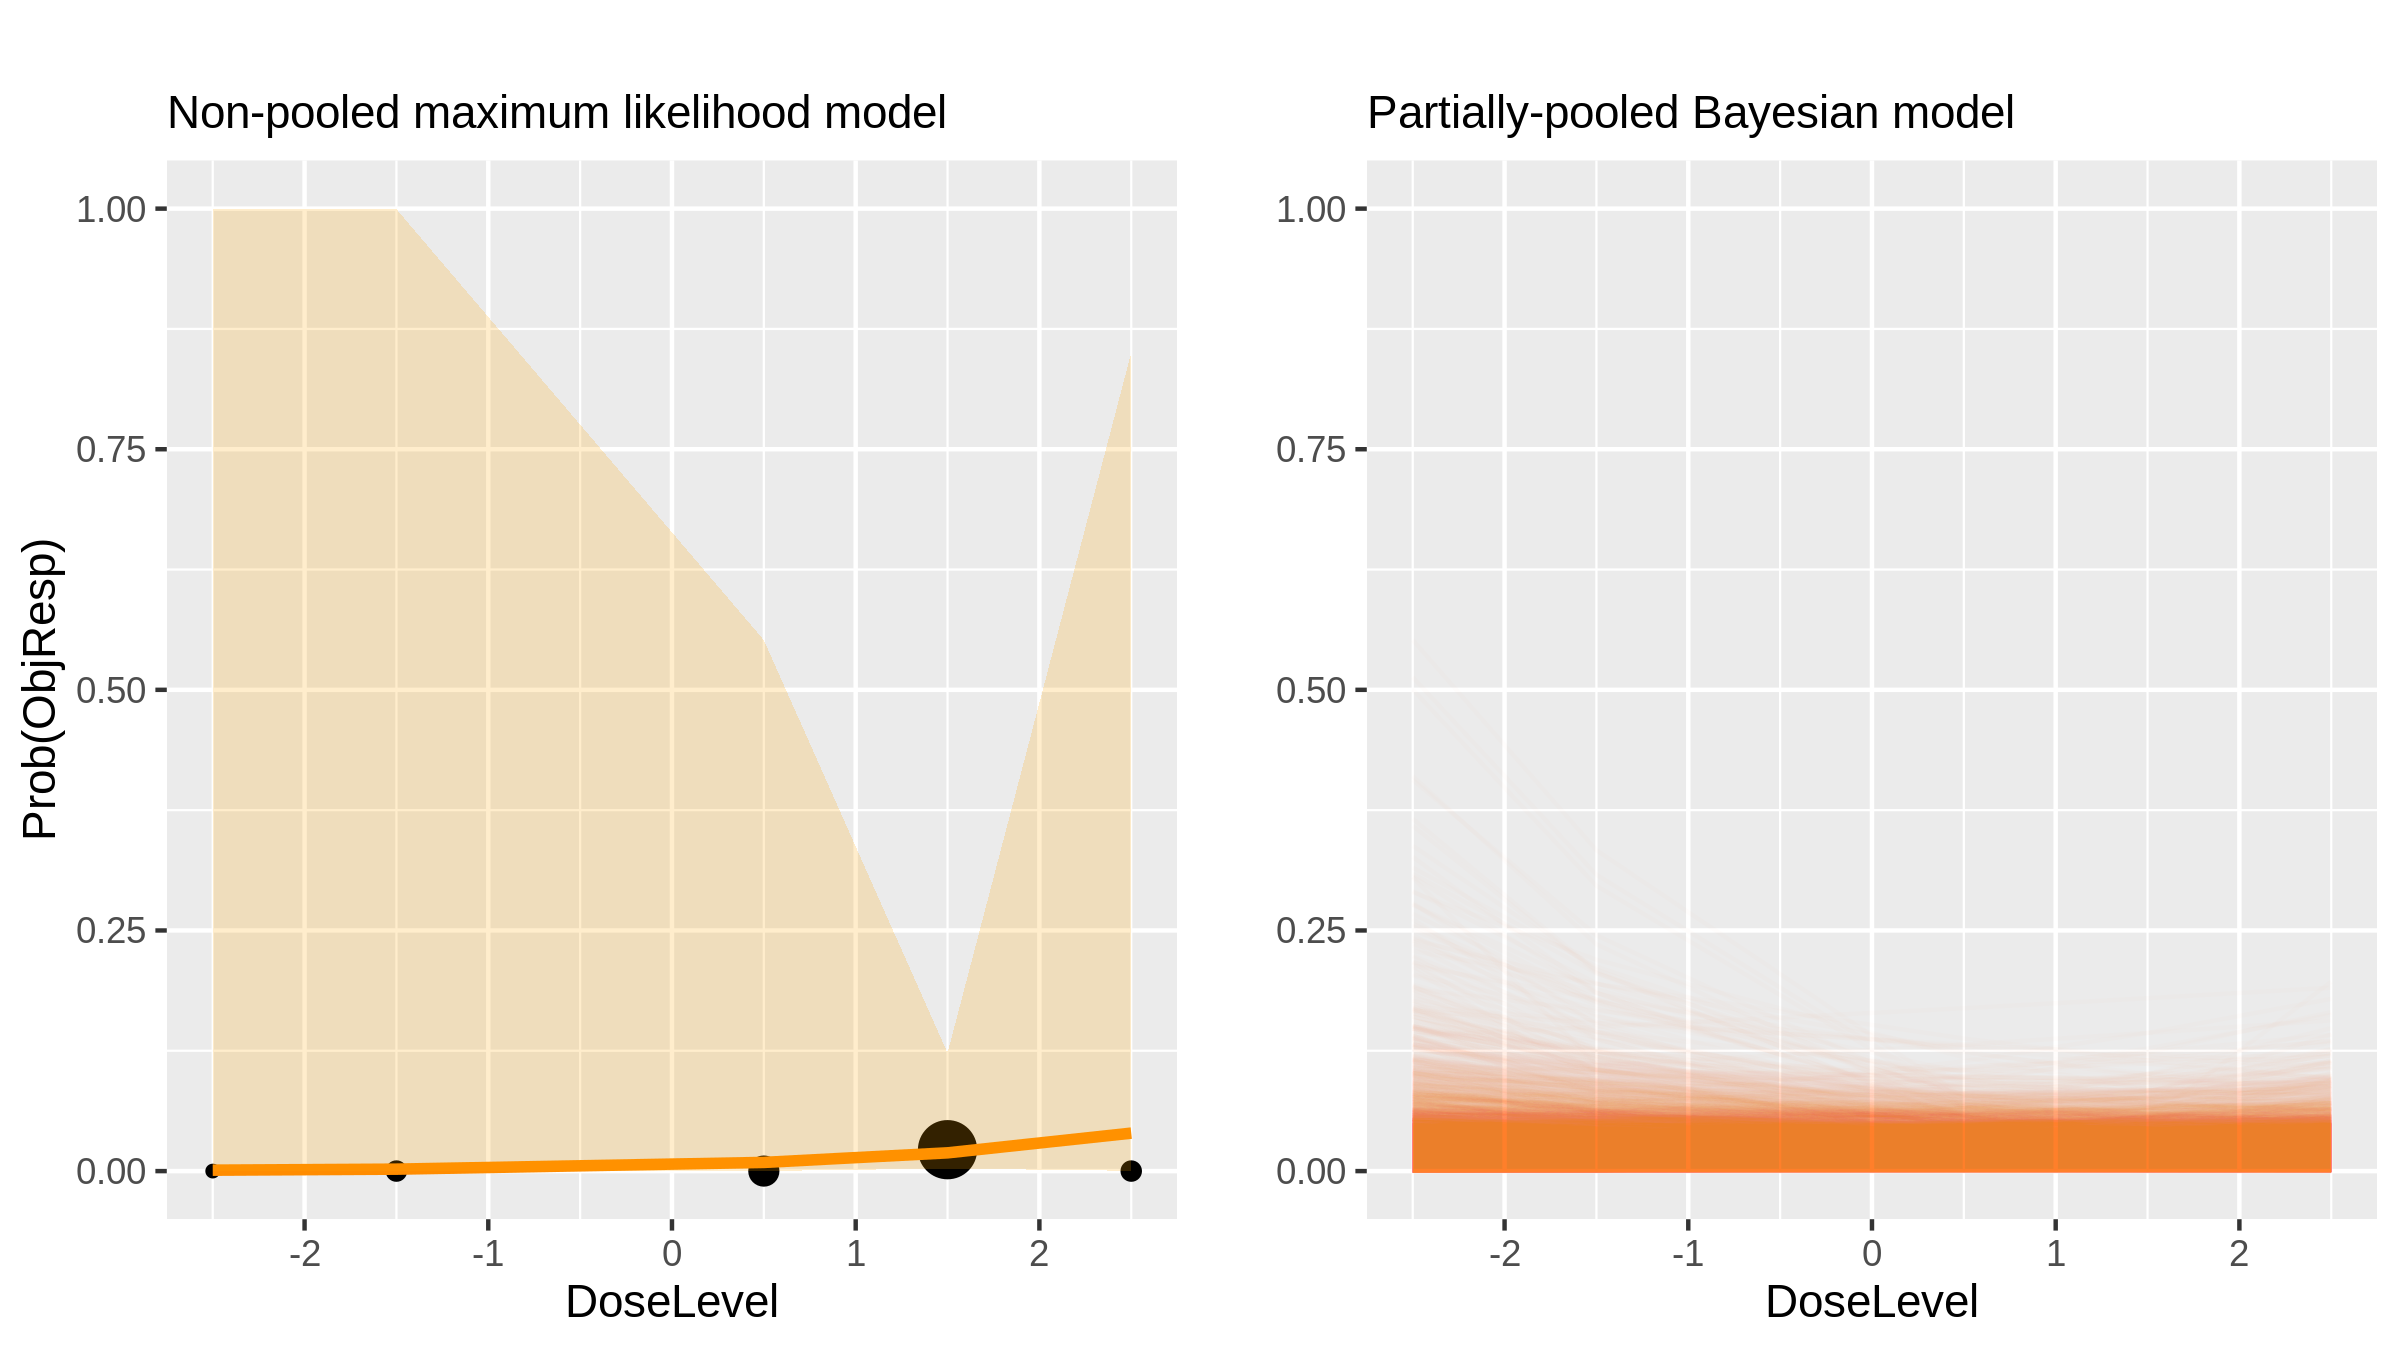 Non-pooled maximum likelihood model
Partially-pooled Bayesian model
Prob(ObjResp)
1.00
0.75
0.50
0.25
0.00
-2 -1 0 1 2
DoseLevel
1.00
0.75
0.50
0.25
0.00
-2 -1 0 1 2
DoseLevel